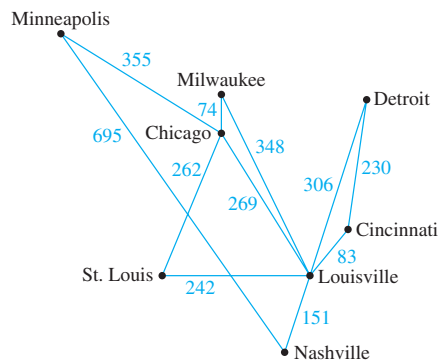 Minneapolis
355
Milwaukee
74
Detroit
695
Chicago
348
262
306
230
269
Cincinnati
83
St. Louis
242
Louisville
151
Nashville